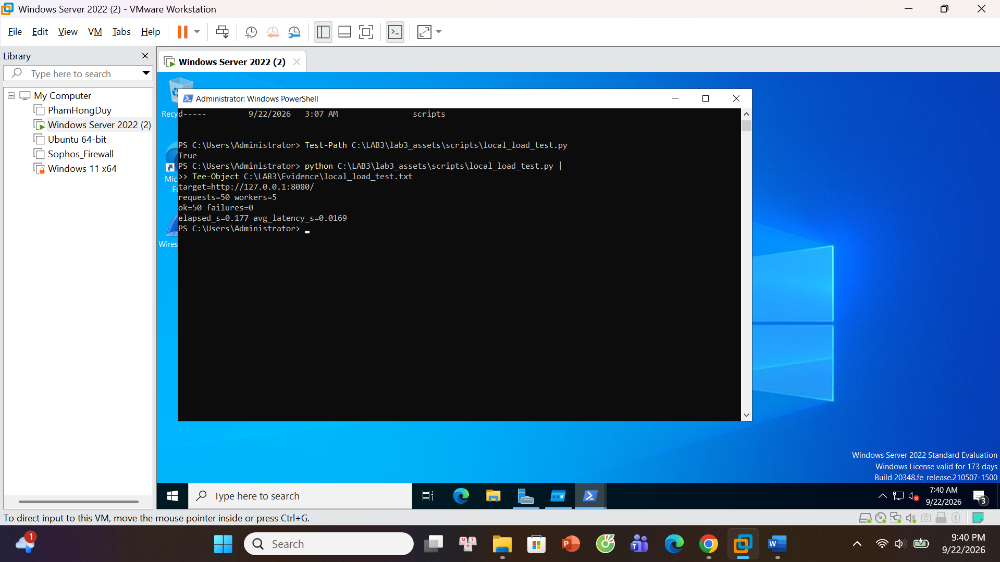 Windows Server 2022 (2) - VMware Workstation
File Edit View VM Tabs Help
Library
Type here to search
My Computer
PhamHongDuy
Windows Server 2022 (2)
Ubuntu 64-bit
Sophos_Firewall
Windows 11 x64
Windows Server 2022 (2)
Recy
Mic
E
Wires
Administrator: Windows PowerShell
d----- 9/22/2026 3:07 AM scripts
PS C:\Users\Administrator> Test-Path C:\LAB3\lab3_assets\scripts\local_load_test.py
True
PS C:\Users\Administrator> python C:\LAB3\lab3_assets\scripts\local_load_test.py |
>> Tee-Object C:\LAB3\Evidence\local_load_test.txt
target=http://127.0.0.1:8080/
requests=50 workers=5
ok=50 failures=0
elapsed_s=0.177 avg_latency_s=0.0169
PS C:\Users\Administrator>
Windows Server 2022 Standard Evaluation
Windows License valid for 173 days
Build 20348.fe_release.210507-1500
Type here to search
7:40 AM
9/22/2026
3
To direct input to this VM, move the mouse pointer inside or press Ctrl+G.
1
Search
9:40 PM
9/22/2026